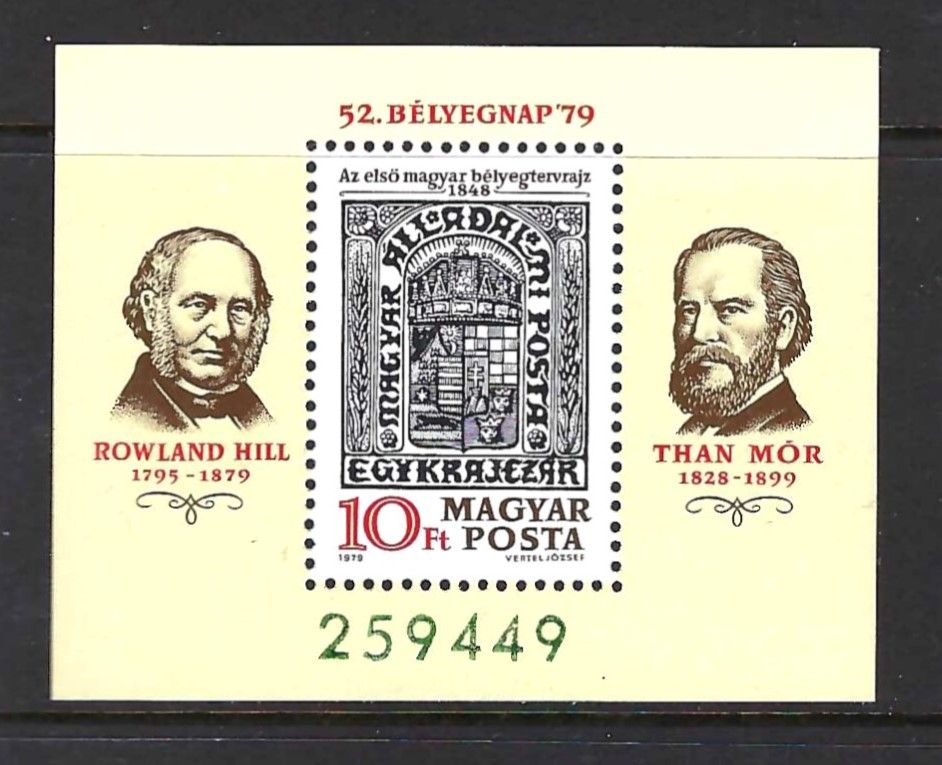 52. BÉLYEGNAP '79
Az első magyar bélyegtervrajz
1848
MAGYAR ÁLLADALMI POSTA
EGY KRAJCZÁR
10 Ft MAGYAR POSTA
1979 VERTEL JÓZSEF
ROWLAND HILL
1795 - 1879
THAN MÓR
1828 - 1899
259449